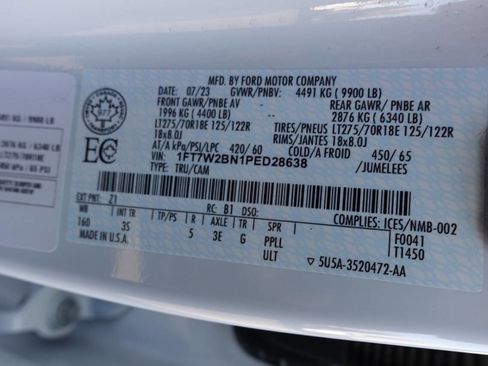 MFD. BY FORD MOTOR COMPANY
DATE: 07/23 GVWR/PNBV: 4491 KG ( 9900 LB)
FRONT GAWR/PNBE AV REAR GAWR/ PNBE AR
1996 KG ( 4400 LB) 2876 KG ( 6340 LB)
LT275/70R18E 125/122R TIRES/PNEUS LT275/70R18E 125/122R
18x8.0J RIMS/JANTES 18x8.0J
AT/A kPa/PSI/LPC 420/ 60 COLD/A FROID 450/ 65
VIN: 1FT7W2BN1PED28638 /JUMELEES
TYPE: TRU/CAM
EC
977
EXT PNT: Z1 RC: B1 DSO: COMPLIES: ICES/NMB-002
WB INT TR TP/PS R AXLE TR SPR F0041
160 3S 5 3E G PPLL T1450
MADE IN U.S.A. ULT ▽ 5U5A-3520472-AA